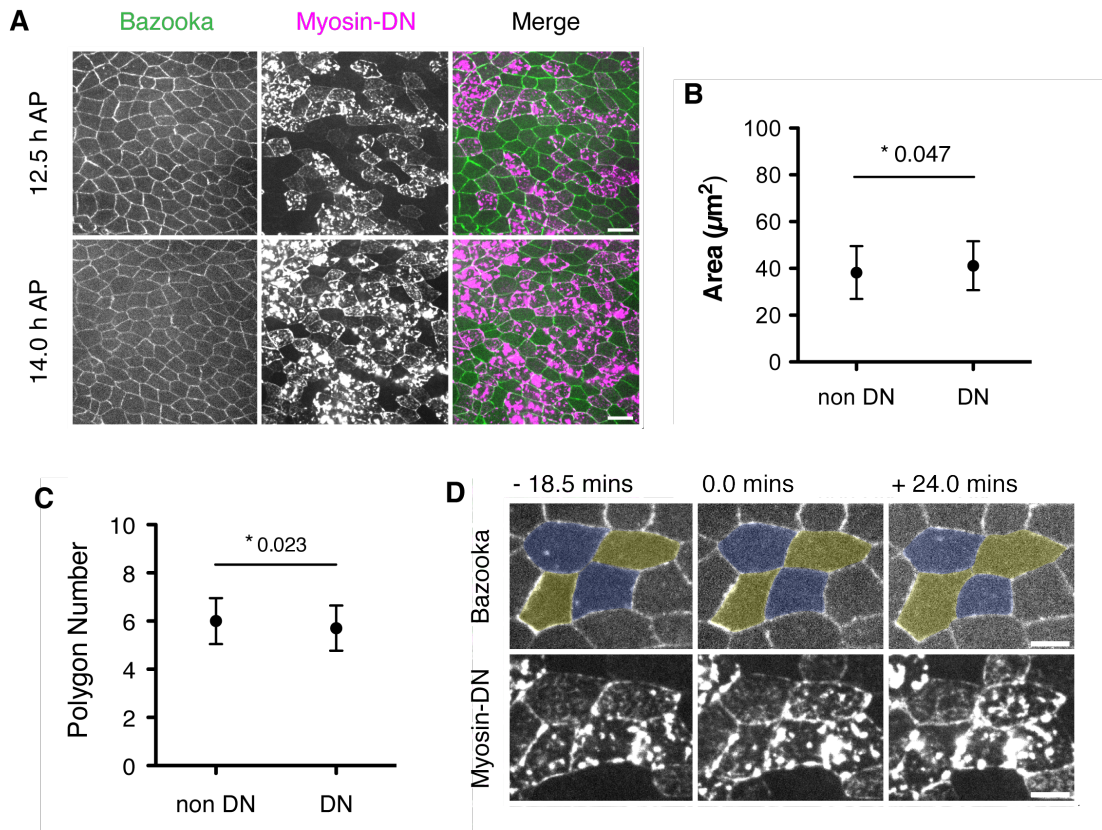 A
Bazooka
Myosin-DN
Merge
12.5 h AP
14.0 h AP
B
Area (µm²)
100
80
60
40
20
0
* 0.047
non DN
DN
C
Polygon Number
10
8
6
4
2
0
* 0.023
non DN
DN
D
- 18.5 mins
0.0 mins
+ 24.0 mins
Bazooka
Myosin-DN